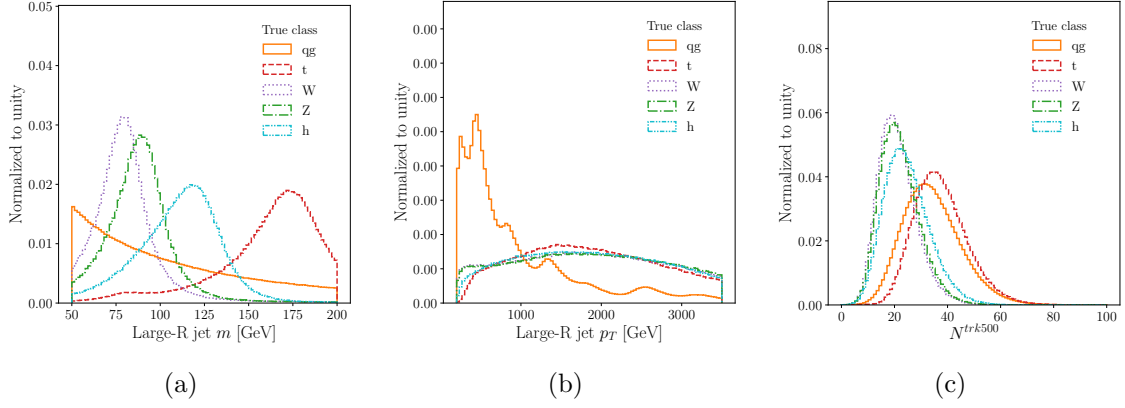 0.05
0.04
0.03
0.02
0.01
0.00
Normalized to unity
True class
qg
t
W
Z
h
50
75
100
125
150
175
200
Large-R jet m [GeV]
(a)
0.00
0.00
0.00
0.00
0.00
0.00
0.00
0.00
0.00
Normalized to unity
True class
qg
t
W
Z
h
1000
2000
3000
Large-R jet p_T [GeV]
(b)
0.08
0.06
0.04
0.02
0.00
Normalized to unity
True class
qg
t
W
Z
h
0
20
40
60
80
100
N^{trk500}
(c)